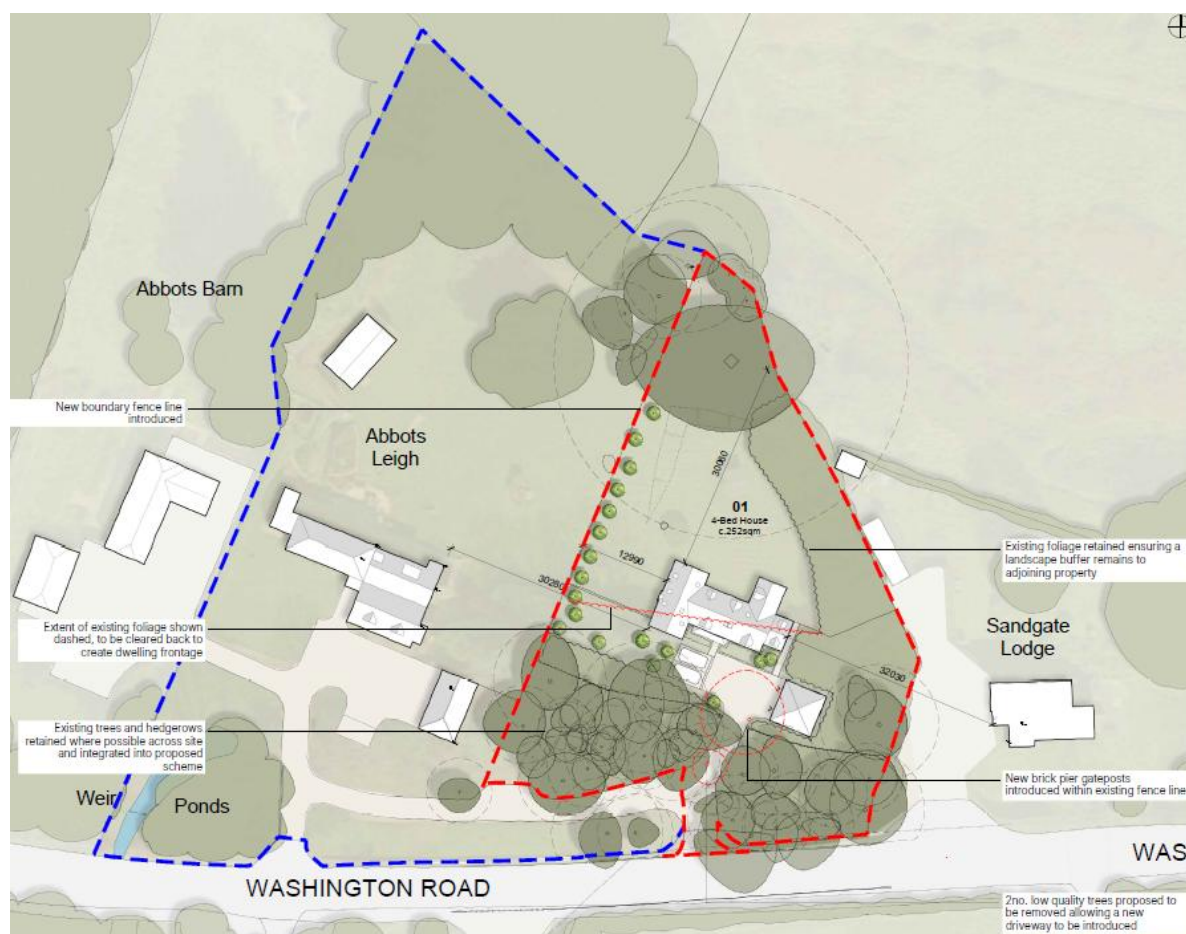 Abbots Barn
New boundary fence line
introduced
Abbots
Leigh
30060
01
4-Bed House
c.252sqm
12990
30280
Existing foliage retained ensuring a
landscape buffer remains to
adjoining property
Extent of existing foliage shown
dashed, to be cleared back to
create dwelling frontage
Sandgate
Lodge
32030
Existing trees and hedgerows
retained where possible across site
and integrated into proposed
scheme
New brick pier gateposts
introduced within existing fence line
Weir
Ponds
WASHINGTON ROAD
WAS
2no. low quality trees proposed to
be removed allowing a new
driveway to be introduced